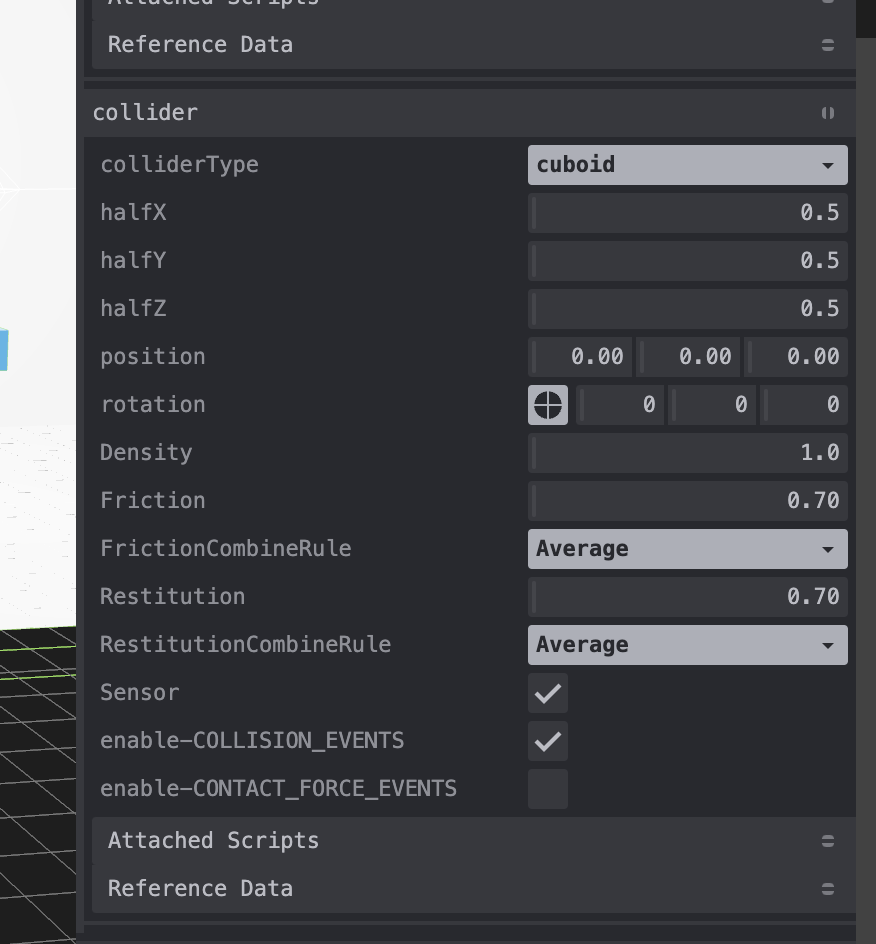 Attached Scripts
Reference Data
collider
colliderType cuboid
halfX 0.5
halfY 0.5
halfZ 0.5
position 0.00 0.00 0.00
rotation 0 0 0
Density 1.0
Friction 0.70
FrictionCombineRule Average
Restitution 0.70
RestitutionCombineRule Average
Sensor
enable-COLLISION_EVENTS
enable-CONTACT_FORCE_EVENTS
Attached Scripts
Reference Data